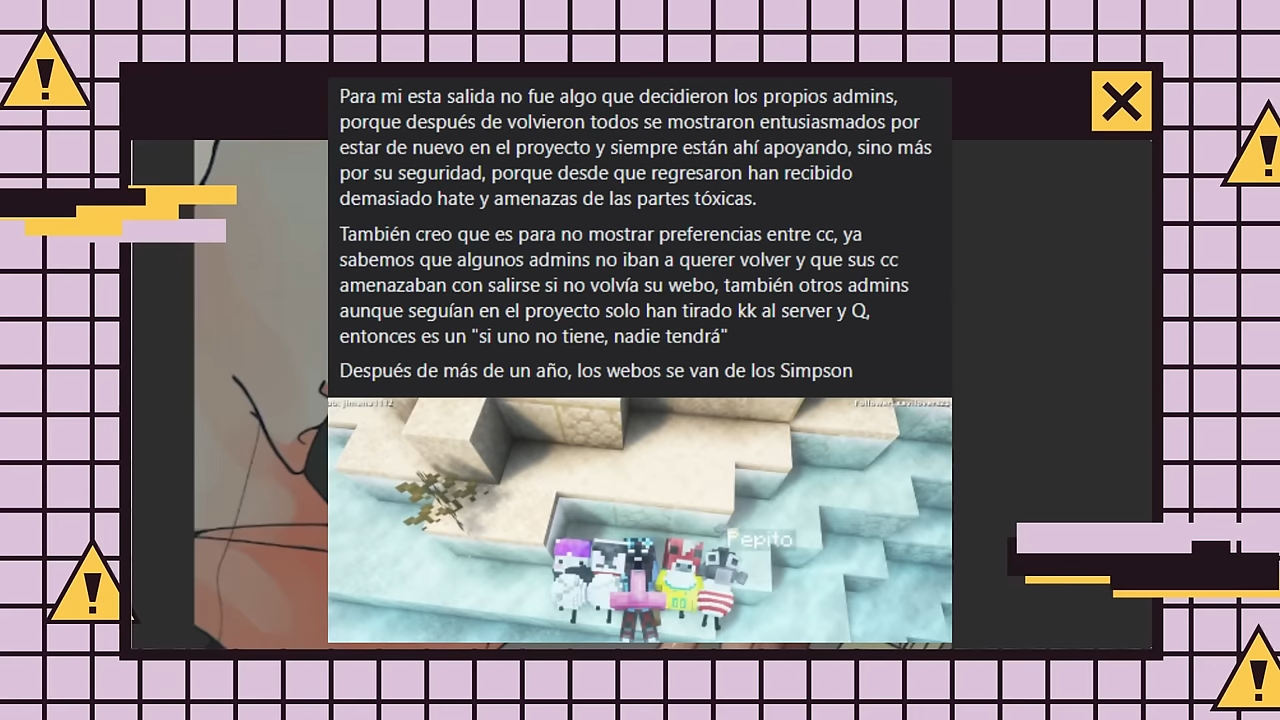 Para mi esta salida no fue algo que decidieron los propios admins,
porque después de volvieron todos se mostraron entusiasmados por
estar de nuevo en el proyecto y siempre están ahí apoyando, sino más
por su seguridad, porque desde que regresaron han recibido
demasiado hate y amenazas de las partes tóxicas.
También creo que es para no mostrar preferencias entre cc, ya
sabemos que algunos admins no iban a querer volver y que sus cc
amenazaban con salirse si no volvía su webo, también otros admins
aunque seguían en el proyecto solo han tirado kk al server y Q,
entonces es un "si uno no tiene, nadie tendrá"
Después de más de un año, los webos se van de los Simpson
Pepito